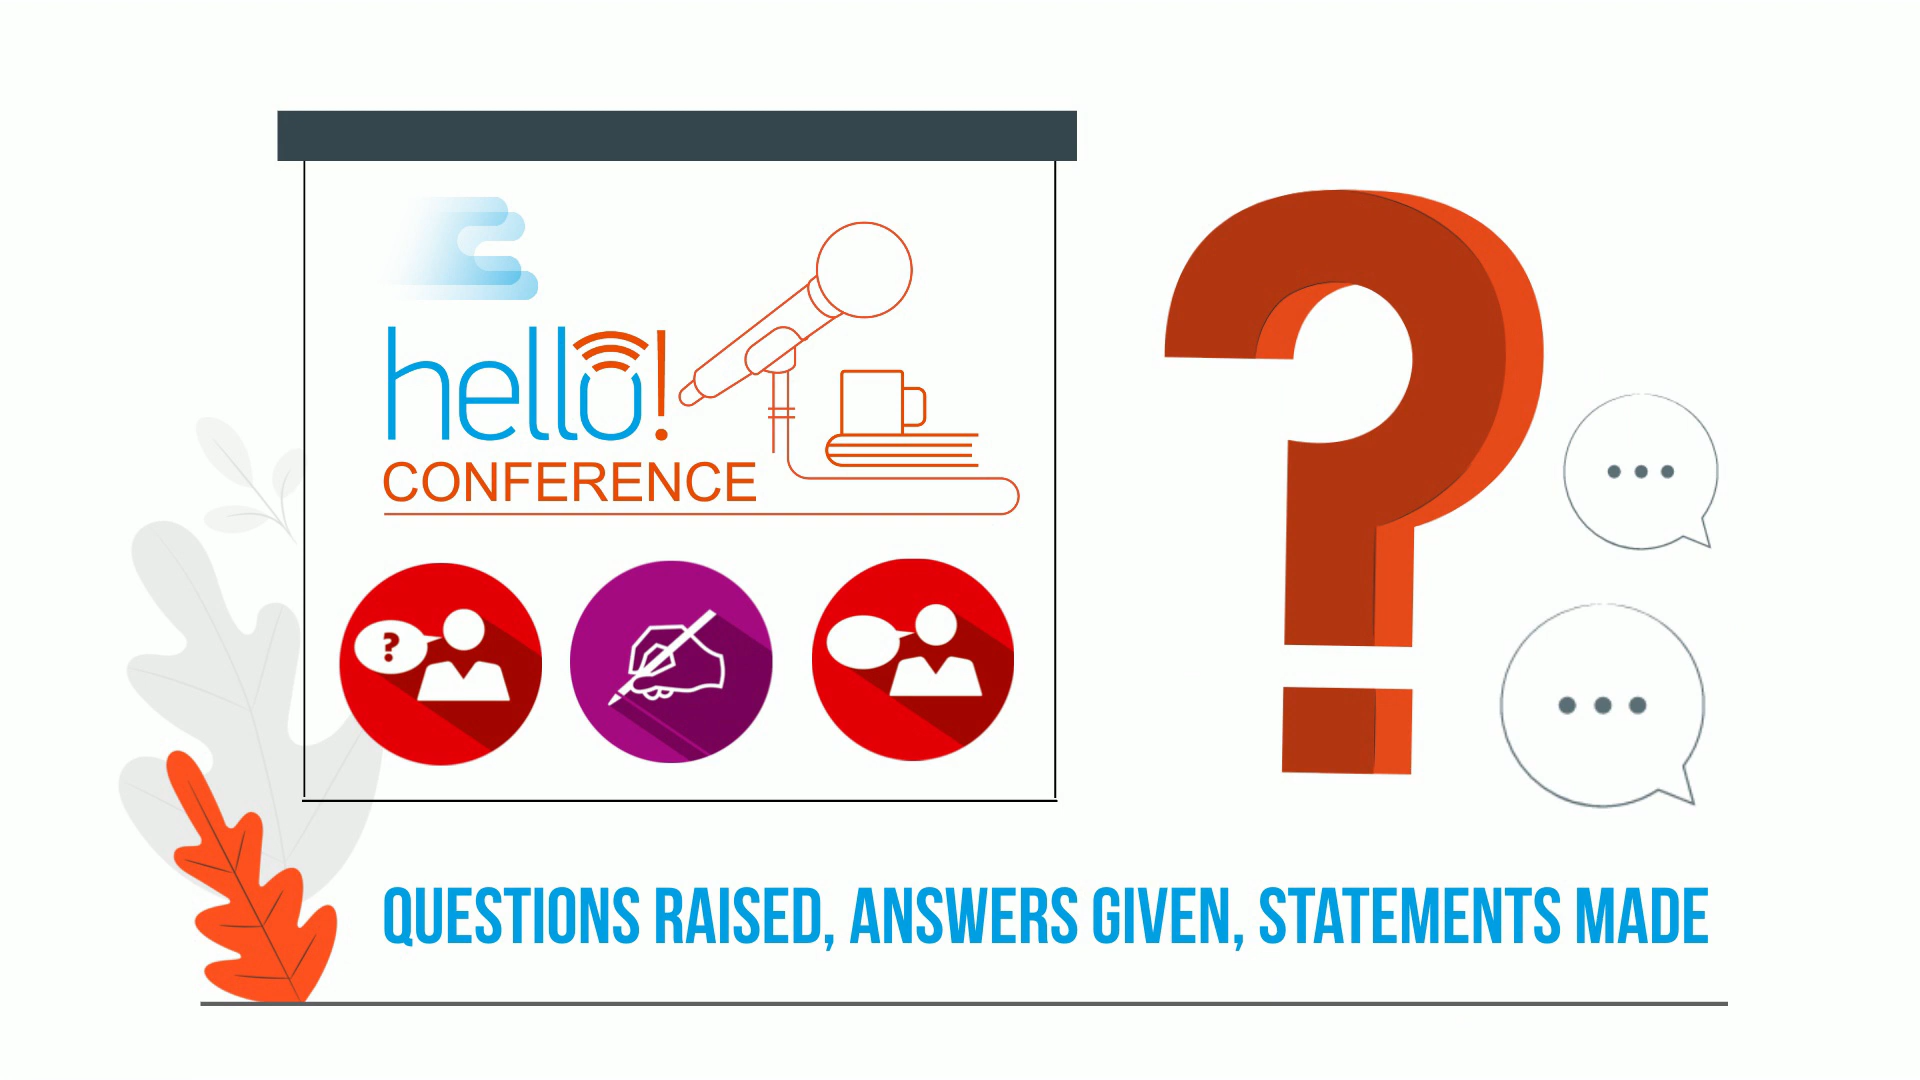 hello!
CONFERENCE
?
?
QUESTIONS RAISED, ANSWERS GIVEN, STATEMENTS MADE